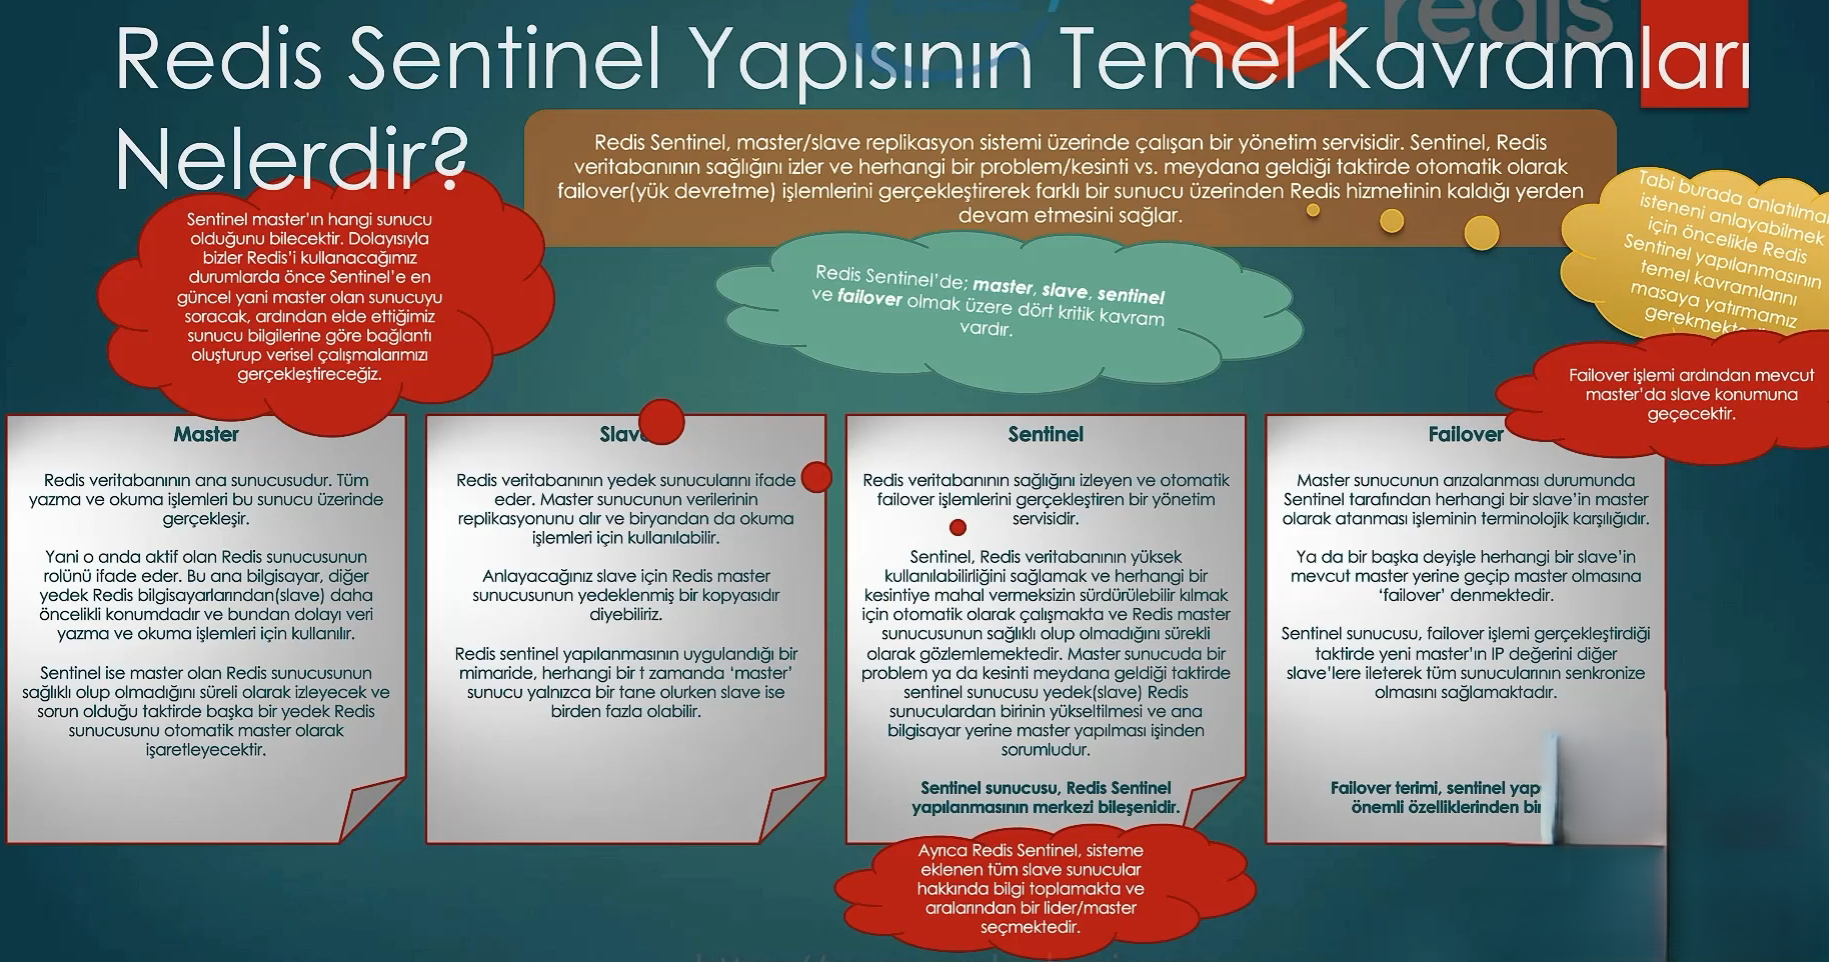 redis
Redis Sentinel Yapısının Temel Kavramları
Nelerdir?
Redis Sentinel, master/slave replikasyon sistemi üzerinde çalışan bir yönetim servisidir. Sentinel, Redis
veritabanının sağlığını izler ve herhangi bir problem/kesinti vs. meydana geldiği taktirde otomatik olarak
failover(yük devretme) işlemlerini gerçekleştirerek farklı bir sunucu üzerinden Redis hizmetinin kaldığı yerden
devam etmesini sağlar.
Tabi burada anlatılma
isteneni anlayabilmek
için öncelikle Redis
Sentinel yapılanmasının
temel kavramlarını
masaya yatırmamız
Sentinel master'ın hangi sunucu
olduğunu bilecektir. Dolayısıyla
bizler Redis'i kullanacağımız
durumlarda önce Sentinel'e en
güncel yani master olan sunucuyu
soracak, ardından elde ettiğimiz
sunucu bilgilerine göre bağlantı
oluşturup verisel çalışmalarımızı
gerçekleştireceğiz.
Redis Sentinel'de; master, slave, sentinel
ve failover olmak üzere dört kritik kavram
vardır.
Failover işlemi ardından mevcut
master'da slave konumuna
geçecektir.
Master
Redis veritabanının ana sunucusudur. Tüm
yazma ve okuma işlemleri bu sunucu üzerinde
gerçekleşir.
Yani o anda aktif olan Redis sunucusunun
rolünü ifade eder. Bu ana bilgisayar, diğer
yedek Redis bilgisayarlarından(slave) daha
öncelikli konumdadır ve bundan dolayı veri
yazma ve okuma işlemleri için kullanılır.
Sentinel ise master olan Redis sunucusunun
sağlıklı olup olmadığını süreli olarak izleyecek ve
sorun olduğu taktirde başka bir yedek Redis
sunucusunu otomatik master olarak
işaretleyecektir.
Slave
Redis veritabanının yedek sunucularını ifade
eder. Master sunucunun verilerinin
replikasyonunu alır ve biryandan da okuma
işlemleri için kullanılabilir.
Anlayacağınız slave için Redis master
sunucusunun yedeklenmiş bir kopyasıdır
diyebiliriz.
Redis sentinel yapılanmasının uygulandığı bir
mimaride, herhangi bir t zamanda 'master'
sunucu yalnızca bir tane olurken slave ise
birden fazla olabilir.
Sentinel
Redis veritabanının sağlığını izleyen ve otomatik
failover işlemlerini gerçekleştiren bir yönetim
servisidir.
Sentinel, Redis veritabanının yüksek
kullanılabilirliğini sağlamak ve herhangi bir
kesintiye mahal vermeksizin sürdürülebilir kılmak
için otomatik olarak çalışmakta ve Redis master
sunucusunun sağlıklı olup olmadığını sürekli
olarak gözlemlemektedir. Master sunucuda bir
problem ya da kesinti meydana geldiği taktirde
sentinel sunucusu yedek(slave) Redis
sunuculardan birinin yükseltilmesi ve ana
bilgisayar yerine master yapılması işinden
sorumludur.
Sentinel sunucusu, Redis Sentinel
yapılanmasının merkezi bileşenidir.
Ayrıca Redis Sentinel, sisteme
eklenen tüm slave sunucular
hakkında bilgi toplamakta ve
aralarından bir lider/master
seçmektedir.
Failover
Master sunucunun arızalanması durumunda
Sentinel tarafından herhangi bir slave'in master
olarak atanması işleminin terminolojik karşılığıdır.
Ya da bir başka deyişle herhangi bir slave'in
mevcut master yerine geçip master olmasına
'failover' denmektedir.
Sentinel sunucusu, failover işlemi gerçekleştirdiği
taktirde yeni master'ın IP değerini diğer
slave'lere ileterek tüm sunucularının senkronize
olmasını sağlamaktadır.
Failover terimi, sentinel yap
önemli özelliklerinden bir